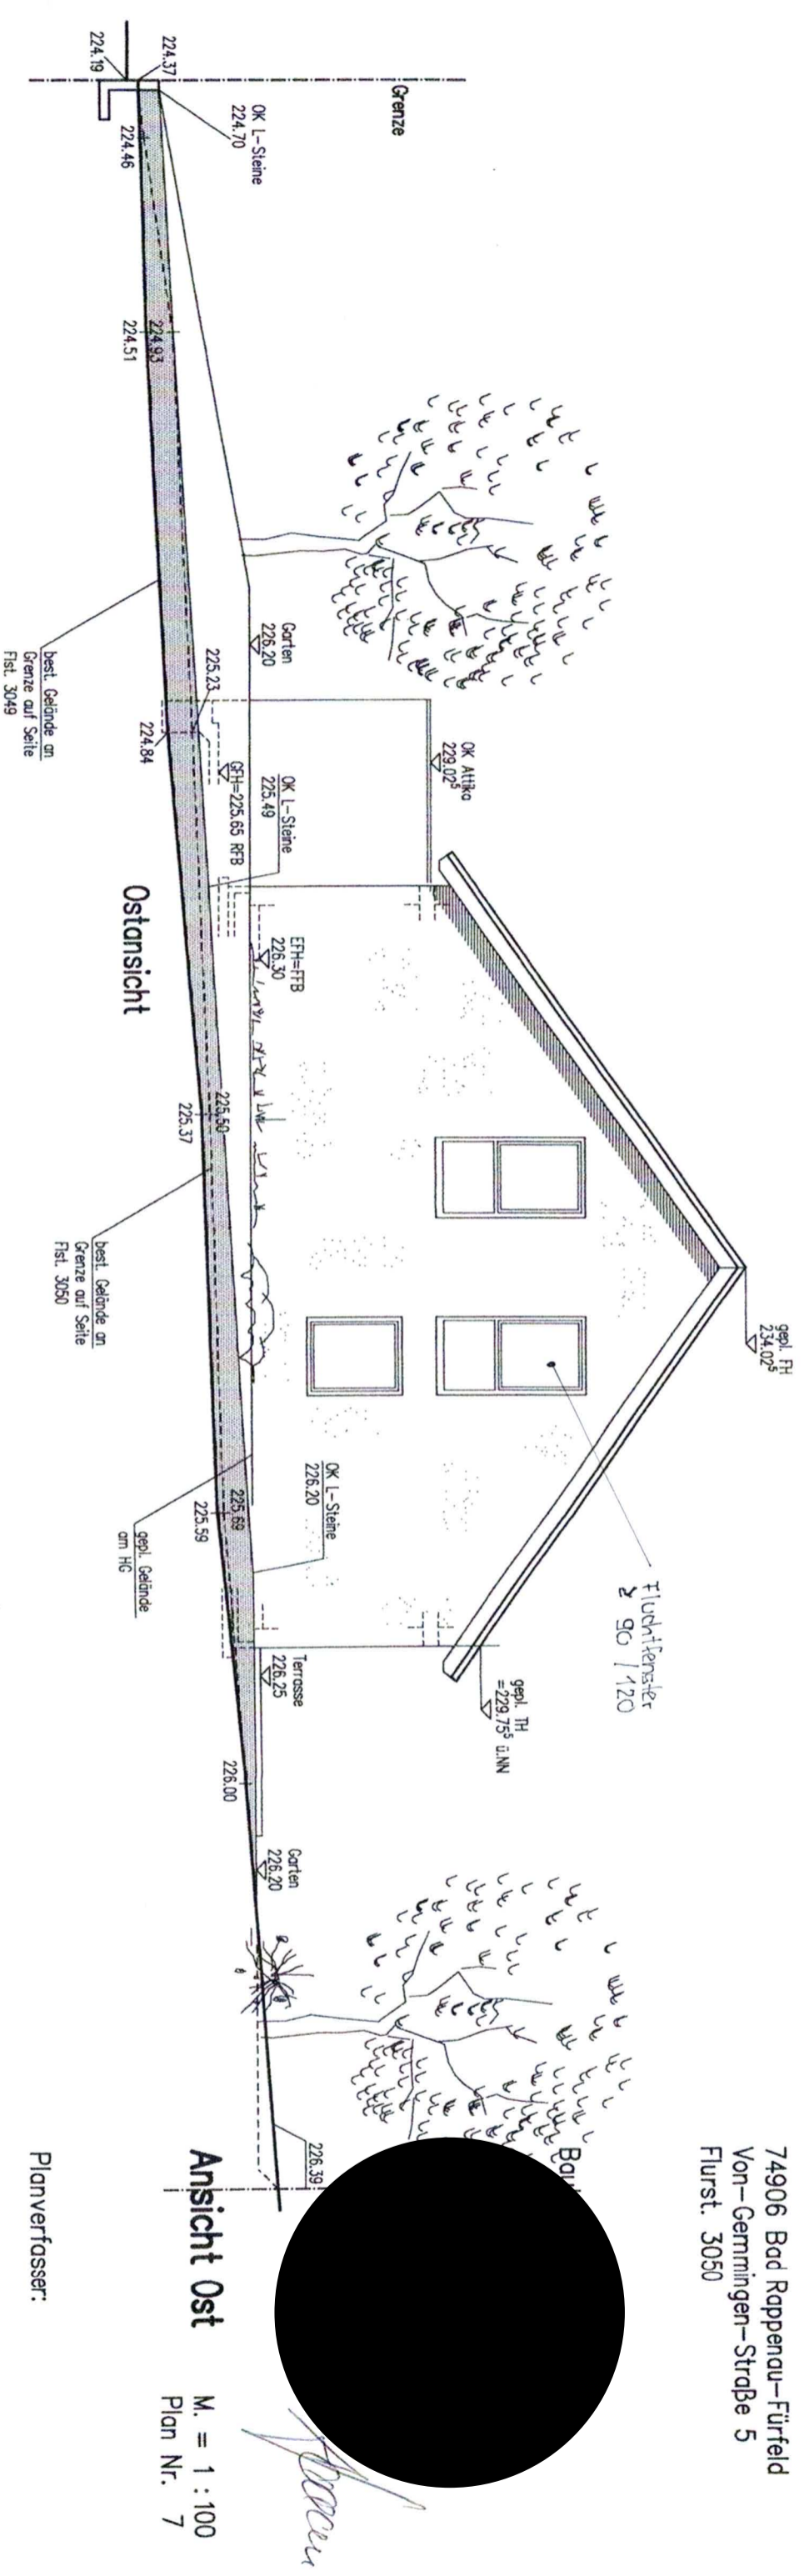 74906 Bad Rappenau-Fürfeld
Von-Gemmingen-Straße 5
Flurst. 3050
Grenze
224.37
224.19
OK L-Steine
224.70
224.46
224.93
224.51
best. Gelände an
Grenze auf Seite
Flst. 3049
Garten
226.20
225.23
224.84
OK Attika
229.02⁵
GFH=225.65 RFB
OK L-Steine
225.49
EFH=FFB
226.30
Ostansicht
225.50
225.37
best. Gelände an
Grenze auf Seite
Flst. 3050
gepl. FH
234.02⁵
Fluchtfenster
90 / 120
OK L-Steine
226.20
225.69
225.59
gepl. Gelände
am HG
gepl. TH
=229.75⁵ ü.NN
Terrasse
226.25
226.00
Garten
226.20
226.39
Bau
Ansicht Ost
M. = 1 : 100
Plan Nr. 7
Planverfasser: